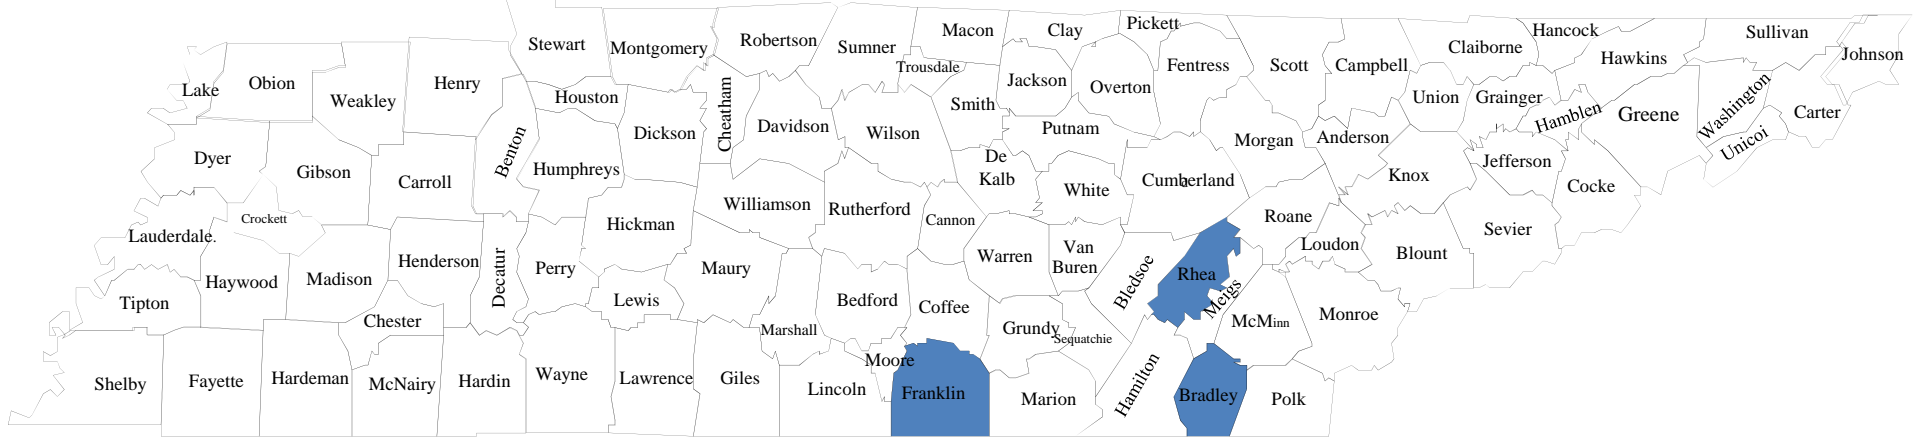 Stewart
Montgomery
Robertson
Sumner
Macon
Clay
Pickett
Hancock
Sullivan
Johnson
Lake
Obion
Weakley
Henry
Houston
Cheatham
Trousdale
Smith
Jackson
Overton
Fentress
Scott
Campbell
Claiborne
Hawkins
Union
Grainger
Hamblen
Greene
Washington
Unicoi
Carter
Dyer
Gibson
Carroll
Benton
Humphreys
Dickson
Davidson
Wilson
Putnam
De
Kalb
White
Cumberland
Morgan
Anderson
Knox
Jefferson
Cocke
Lauderdale.
Crockett
Haywood
Madison
Henderson
Decatur
Perry
Hickman
Williamson
Rutherford
Cannon
Warren
Van
Buren
Bledsoe
Rhea
Meigs
Roane
Loudon
Blount
Sevier
Tipton
Chester
Lewis
Maury
Marshall
Bedford
Coffee
Grundy
Sequatchie
McMinn
Monroe
Shelby
Fayette
Hardeman
McNairy
Hardin
Wayne
Lawrence
Giles
Lincoln
Moore
Franklin
Marion
Hamilton
Bradley
Polk